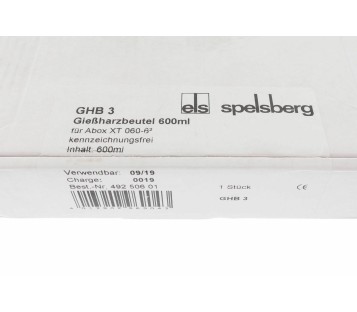 GHB 3
Gießharzbeutel 600ml
für Abox XT 060-6²
kennzeichnungsfrei
Inhalt: 600ml
els spelsberg
Verwendbar: 09/19
Charge: 0019
Best.-Nr. 492 506 01
1 Stück
GHB 3
CE